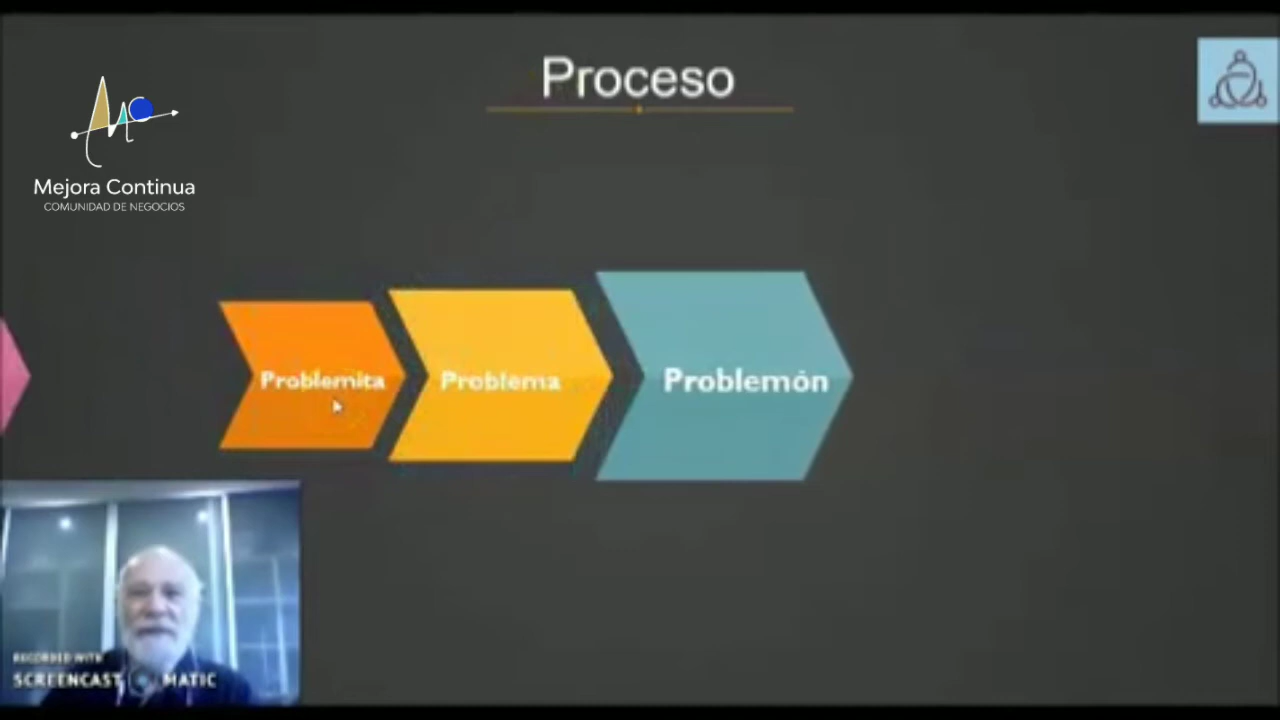 Proceso
Mejora Continua
COMUNIDAD DE NEGOCIOS
Problemita
Problema
Problemón
RECORDED WITH
SCREENCAST MATIC